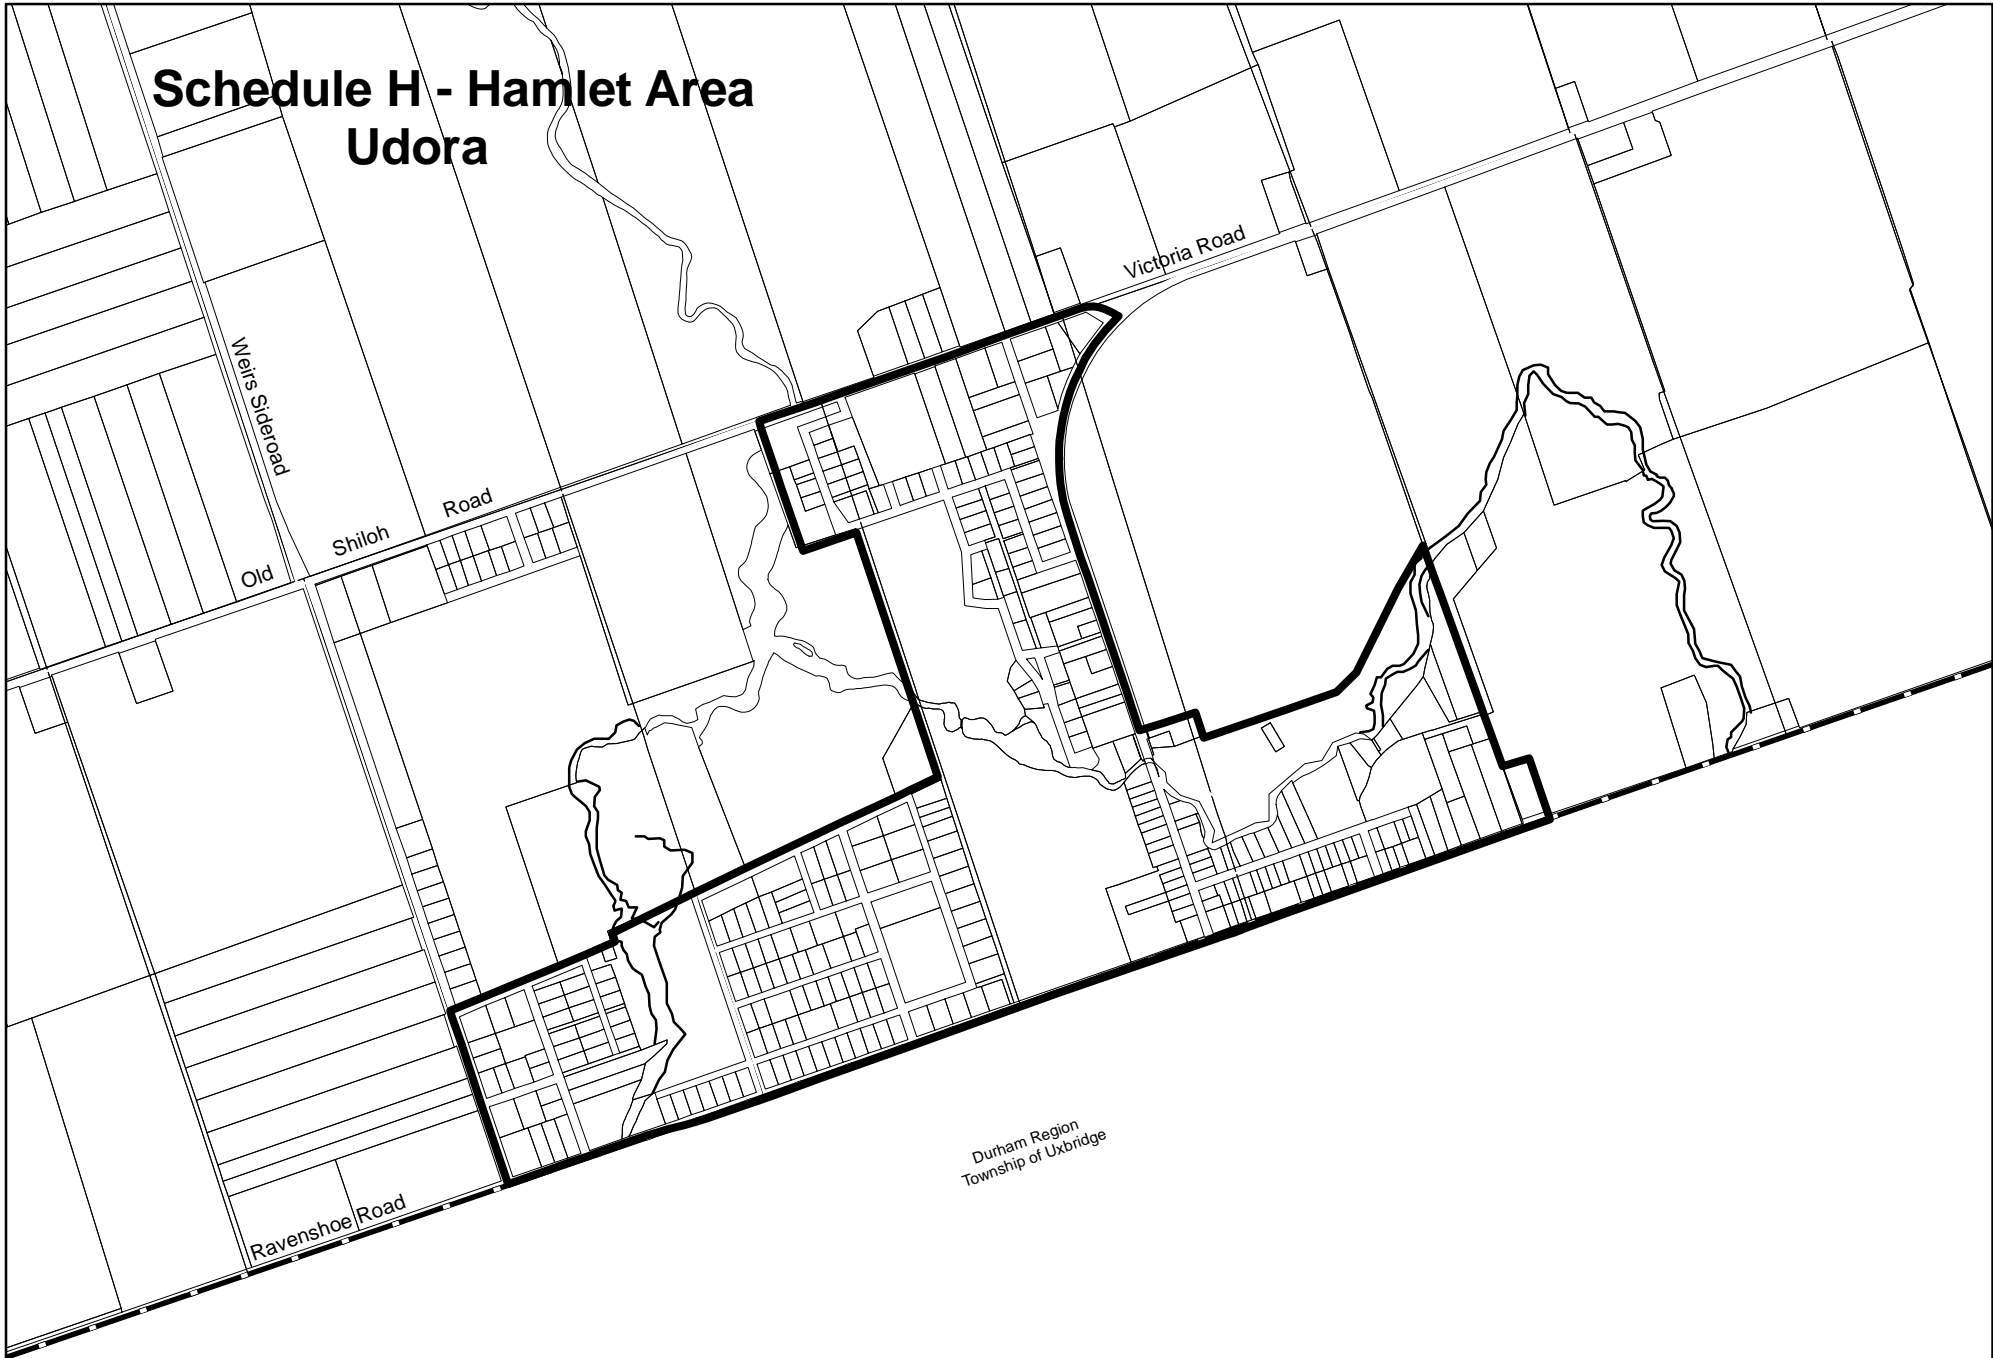 Schedule H - Hamlet Area
Udora
Victoria Road
Weirs Sideroad
Old Shiloh Road
Ravenshoe Road
Durham Region
Township of Uxbridge